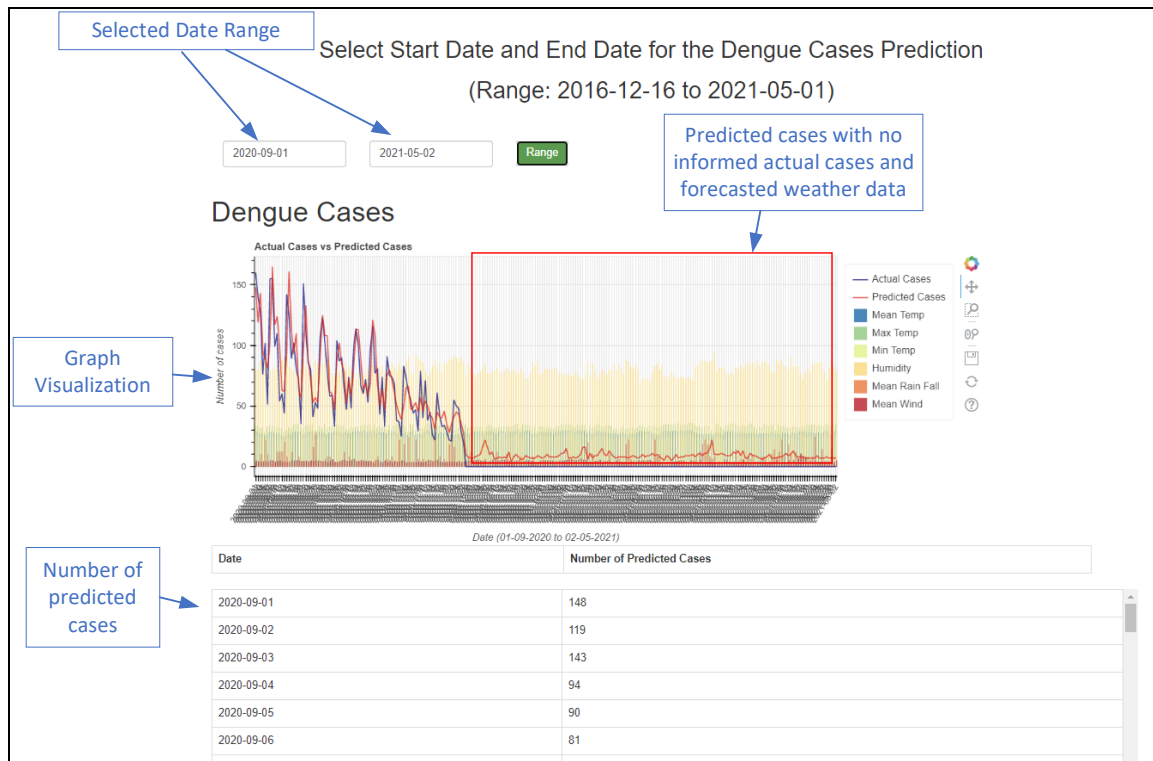 Selected Date Range
Select Start Date and End Date for the Dengue Cases Prediction
(Range: 2016-12-16 to 2021-05-01)
Predicted cases with no
informed actual cases and
forecasted weather data
2020-09-01
2021-05-02
Range
Dengue Cases
Actual Cases vs Predicted Cases
150
100
50
0
Number of cases
Actual Cases
Predicted Cases
Mean Temp
Max Temp
Min Temp
Humidity
Mean Rain Fall
Mean Wind
Graph
Visualization
Date (01-09-2020 to 02-05-2021)
Date
Number of Predicted Cases
Number of
predicted
cases
2020-09-01 148
2020-09-02 119
2020-09-03 143
2020-09-04 94
2020-09-05 90
2020-09-06 81